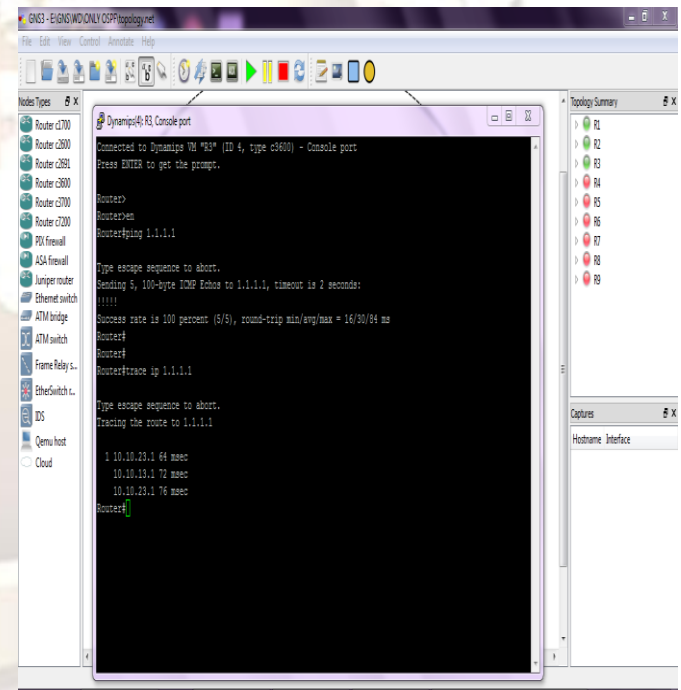 GNS3 - E:\GNS\WD\ONLY OSPF\topology.net
File Edit View Control Annotate Help
Nodes Types
Router c1700
Router c2600
Router c2691
Router c3600
Router c3700
Router c7200
PIX firewall
ASA firewall
Juniper router
Ethernet switch
ATM bridge
ATM switch
Frame Relay s...
EtherSwitch r...
IDS
Qemu host
Cloud
Dynamips(4): R3, Console port
Connected to Dynamips VM "R3" (ID 4, type c3600) - Console port
Press ENTER to get the prompt.
Router>
Router>en
Router#ping 1.1.1.1
Type escape sequence to abort.
Sending 5, 100-byte ICMP Echos to 1.1.1.1, timeout is 2 seconds:
!!!!!
Success rate is 100 percent (5/5), round-trip min/avg/max = 16/30/84 ms
Router#
Router#
Router#trace ip 1.1.1.1
Type escape sequence to abort.
Tracing the route to 1.1.1.1
1 10.10.23.1 64 msec
10.10.13.1 72 msec
10.10.23.1 76 msec
Router#
Topology Summary
R1
R2
R3
R4
R5
R6
R7
R8
R9
Captures
Hostname Interface